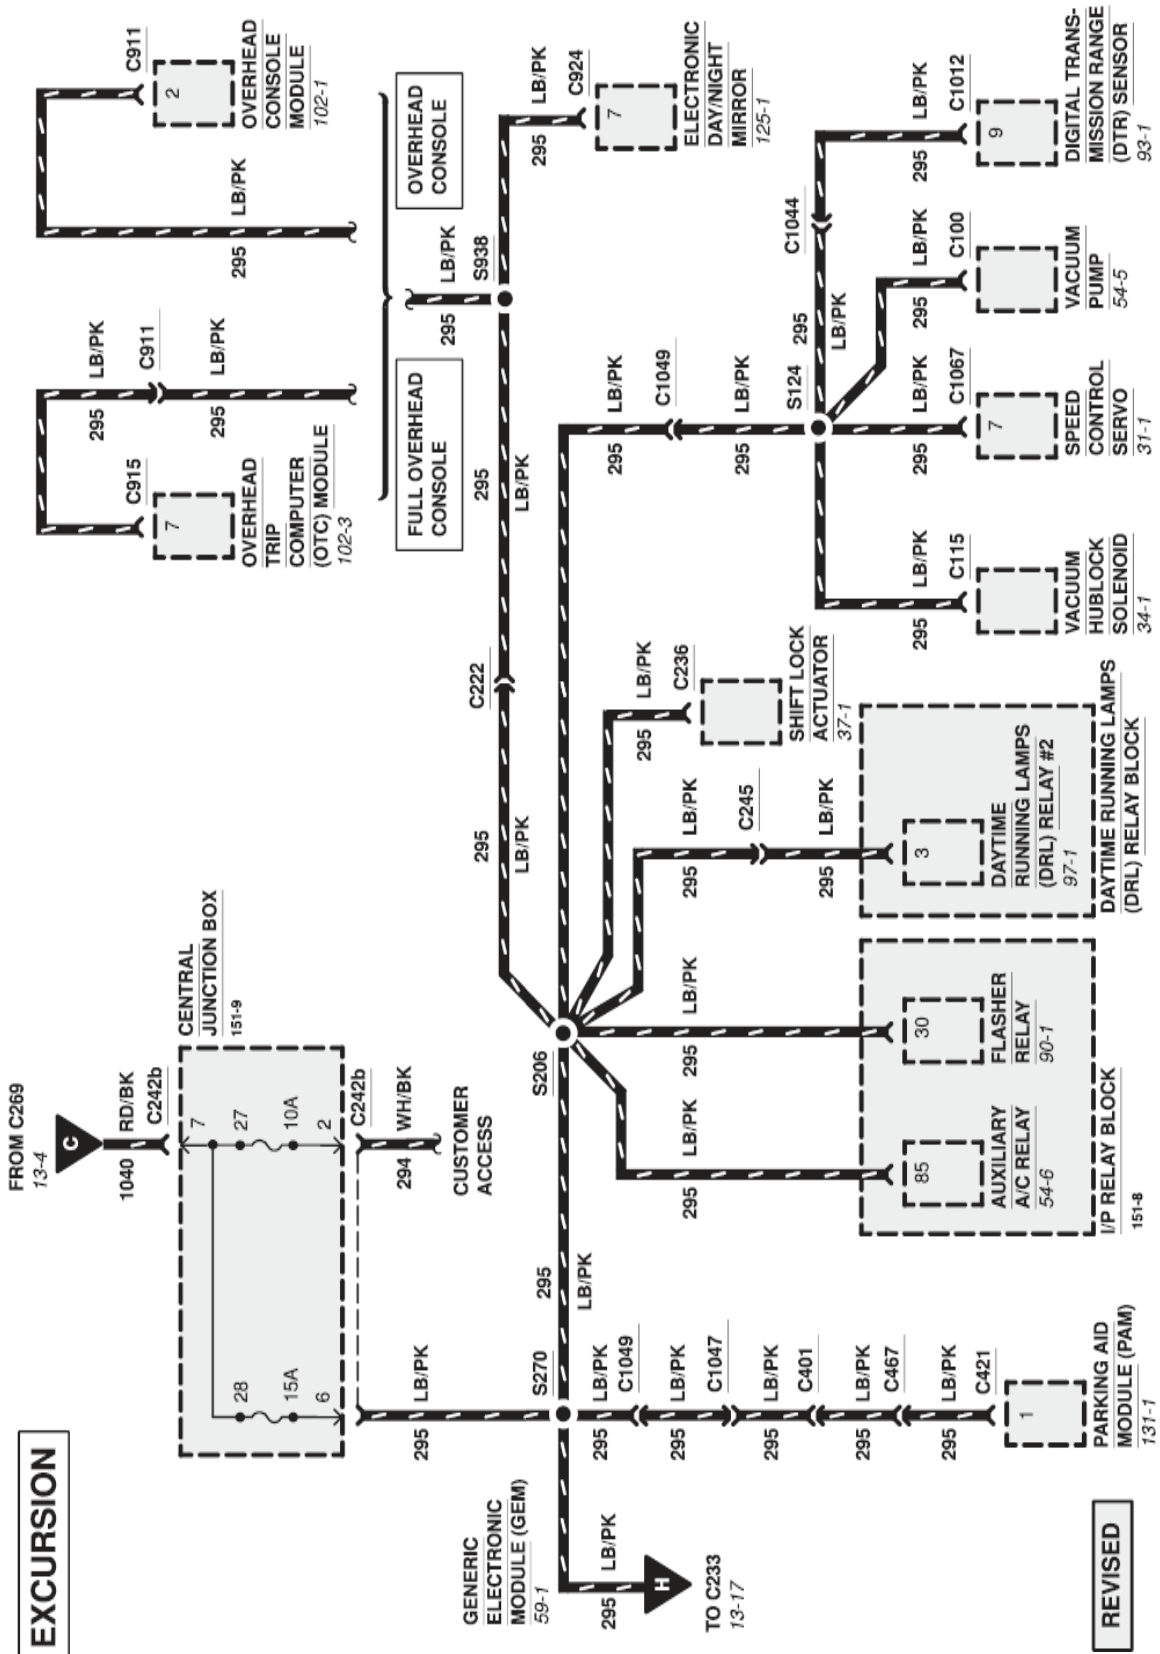 EXCURSION
FROM C269
13-4
C
1040
RD/BK
C242b
CENTRAL
JUNCTION BOX
151-9
7
27
10A
2
28
15A
6
C242b
294
WH/BK
CUSTOMER
ACCESS
295
LB/PK
GENERIC
ELECTRONIC
MODULE (GEM)
59-1
S270
295
LB/PK
H
TO C233
13-17
295
LB/PK
C1049
295
LB/PK
C1047
295
LB/PK
C401
295
LB/PK
C467
295
LB/PK
C421
1
PARKING AID
MODULE (PAM)
131-1
295
LB/PK
S206
295
LB/PK
85
AUXILIARY
A/C RELAY
54-6
295
LB/PK
30
FLASHER
RELAY
90-1
I/P RELAY BLOCK
151-8
295
LB/PK
C245
295
LB/PK
3
DAYTIME
RUNNING LAMPS
(DRL) RELAY #2
97-1
DAYTIME RUNNING LAMPS
(DRL) RELAY BLOCK
295
LB/PK
C236
SHIFT LOCK
ACTUATOR
37-1
295
LB/PK
C222
295
LB/PK
S938
295
LB/PK
FULL OVERHEAD
CONSOLE
OVERHEAD
CONSOLE
C915
7
OVERHEAD
TRIP
COMPUTER
(OTC) MODULE
102-3
295
LB/PK
C911
295
LB/PK
295
LB/PK
C911
2
OVERHEAD
CONSOLE
MODULE
102-1
295
LB/PK
C924
7
ELECTRONIC
DAY/NIGHT
MIRROR
125-1
295
LB/PK
C1049
295
LB/PK
S124
295
LB/PK
C115
VACUUM
HUBLOCK
SOLENOID
34-1
295
LB/PK
C1067
7
SPEED
CONTROL
SERVO
31-1
295
LB/PK
C100
VACUUM
PUMP
54-5
295
LB/PK
C1044
295
LB/PK
C1012
9
DIGITAL TRANS-
MISSION RANGE
(DTR) SENSOR
93-1
REVISED